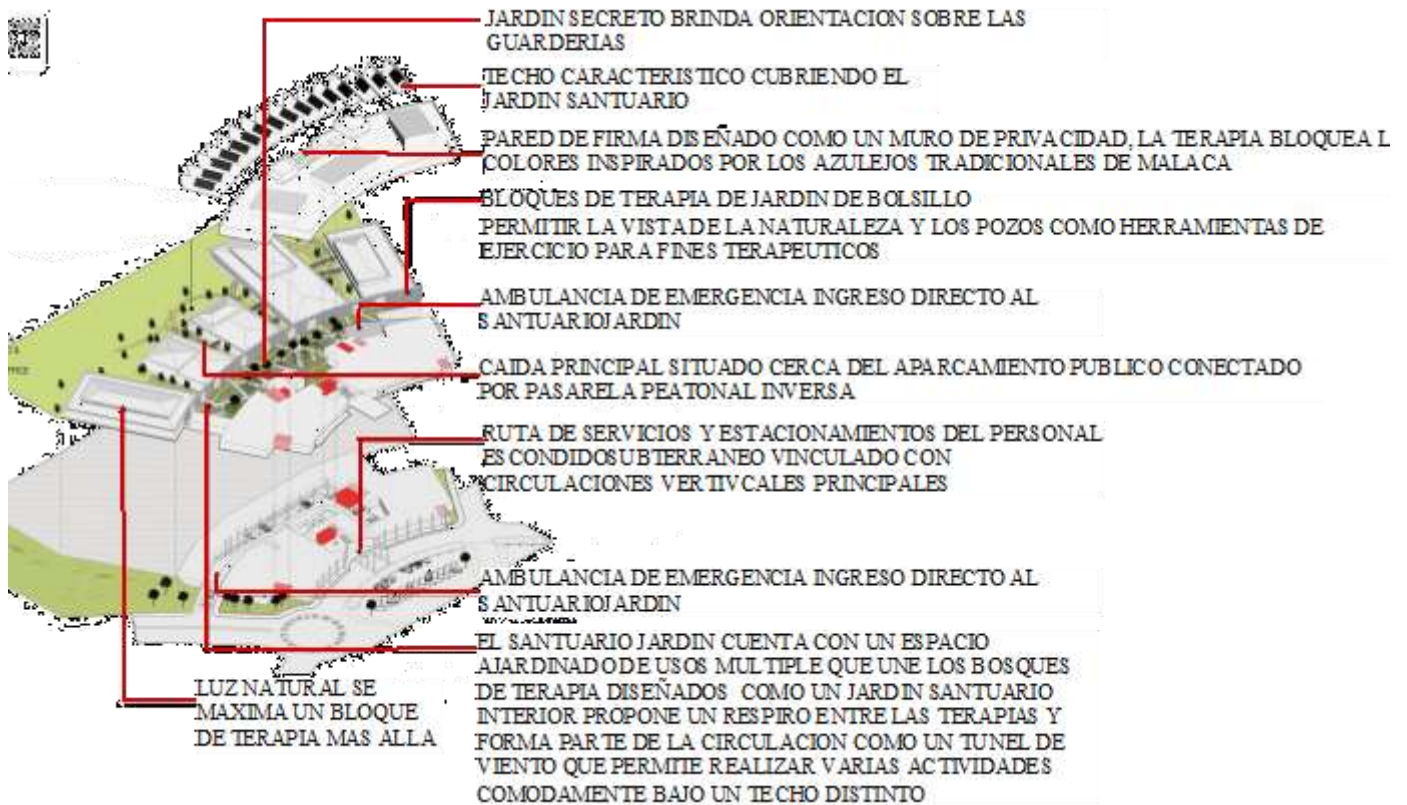 JARDIN SECRETO BRINDA ORIENTACION SOBRE LAS
GUARDERIAS
TECHO CARACTERISTICO CUBRIENDO EL
JARDIN SANTUARIO
PARED DE FIRMA DISEÑADO COMO UN MURO DE PRIVACIDAD, LA TERAPIA BLOQUEA L
COLORES INSPIRADOS POR LOS AZULEJOS TRADICIONALES DE MALACA
BLOQUES DE TERAPIA DE JARDIN DE BOLSILLO
PERMITIR LA VISTA DE LA NATURALEZA Y LOS POZOS COMO HERRAMIENTAS DE
EJERCICIO PARA FINES TERAPEUTICOS
AMBULANCIA DE EMERGENCIA INGRESO DIRECTO AL
SANTUARIOJARDIN
CAIDA PRINCIPAL SITUADO CERCA DEL APARCAMIENTO PUBLICO CONECTADO
POR PASARELA PEATONAL INVERSA
RUTA DE SERVICIOS Y ESTACIONAMIENTOS DEL PERSONAL
ESCONDIDOSUBTERRANEO VINCULADO CON
CIRCULACIONES VERTIVCALES PRINCIPALES
AMBULANCIA DE EMERGENCIA INGRESO DIRECTO AL
SANTUARIOJARDIN
EL SANTUARIO JARDIN CUENTA CON UN ESPACIO
AJARDINADO DE USOS MULTIPLE QUE UNE LOS BOSQUES
DE TERAPIA DISEÑADOS COMO UN JARDIN SANTUARIO
INTERIOR PROPONE UN RESPIRO ENTRE LAS TERAPIAS Y
FORMA PARTE DE LA CIRCULACION COMO UN TUNEL DE
VIENTO QUE PERMITE REALIZAR VARIAS ACTIVIDADES
COMODAMENTE BAJO UN TECHO DISTINTO
LUZ NATURAL SE
MAXIMA UN BLOQUE
DE TERAPIA MAS ALLA